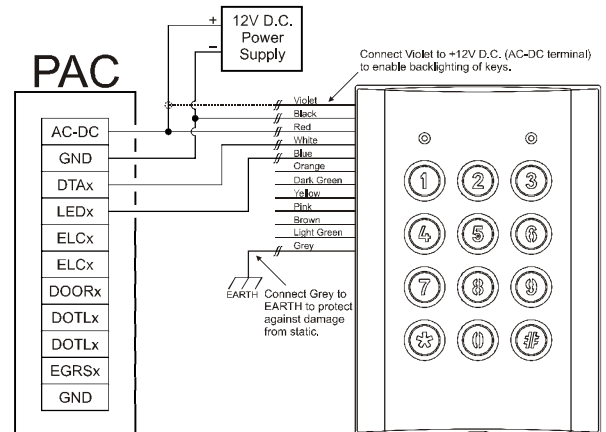 12V D.C.
Power
Supply
+
–
Connect Violet to +12V D.C. (AC-DC terminal)
to enable backlighting of keys.
PAC
AC-DC
GND
DTAx
LEDx
ELCx
ELCx
DOORx
DOTLx
DOTLx
EGRSx
GND
Violet
Black
Red
White
Blue
Orange
Dark Green
Yellow
Pink
Brown
Light Green
Grey
EARTH
Connect Grey to
EARTH to protect
against damage
from static.
1 2 3
4 5 6
7 8 9
* 0 #